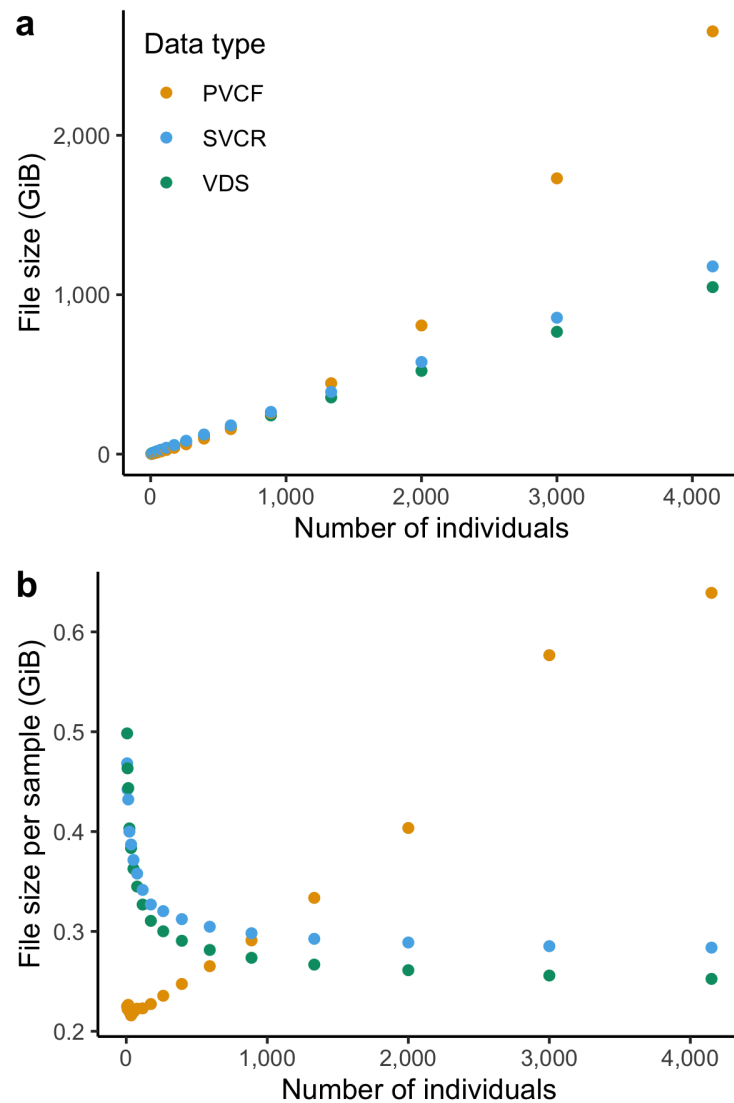 a
Data type
PVCF
SVCR
VDS
File size (GiB)
2,000
1,000
0
0 1,000 2,000 3,000 4,000
Number of individuals
b
File size per sample (GiB)
0.6
0.5
0.4
0.3
0.2
0 1,000 2,000 3,000 4,000
Number of individuals